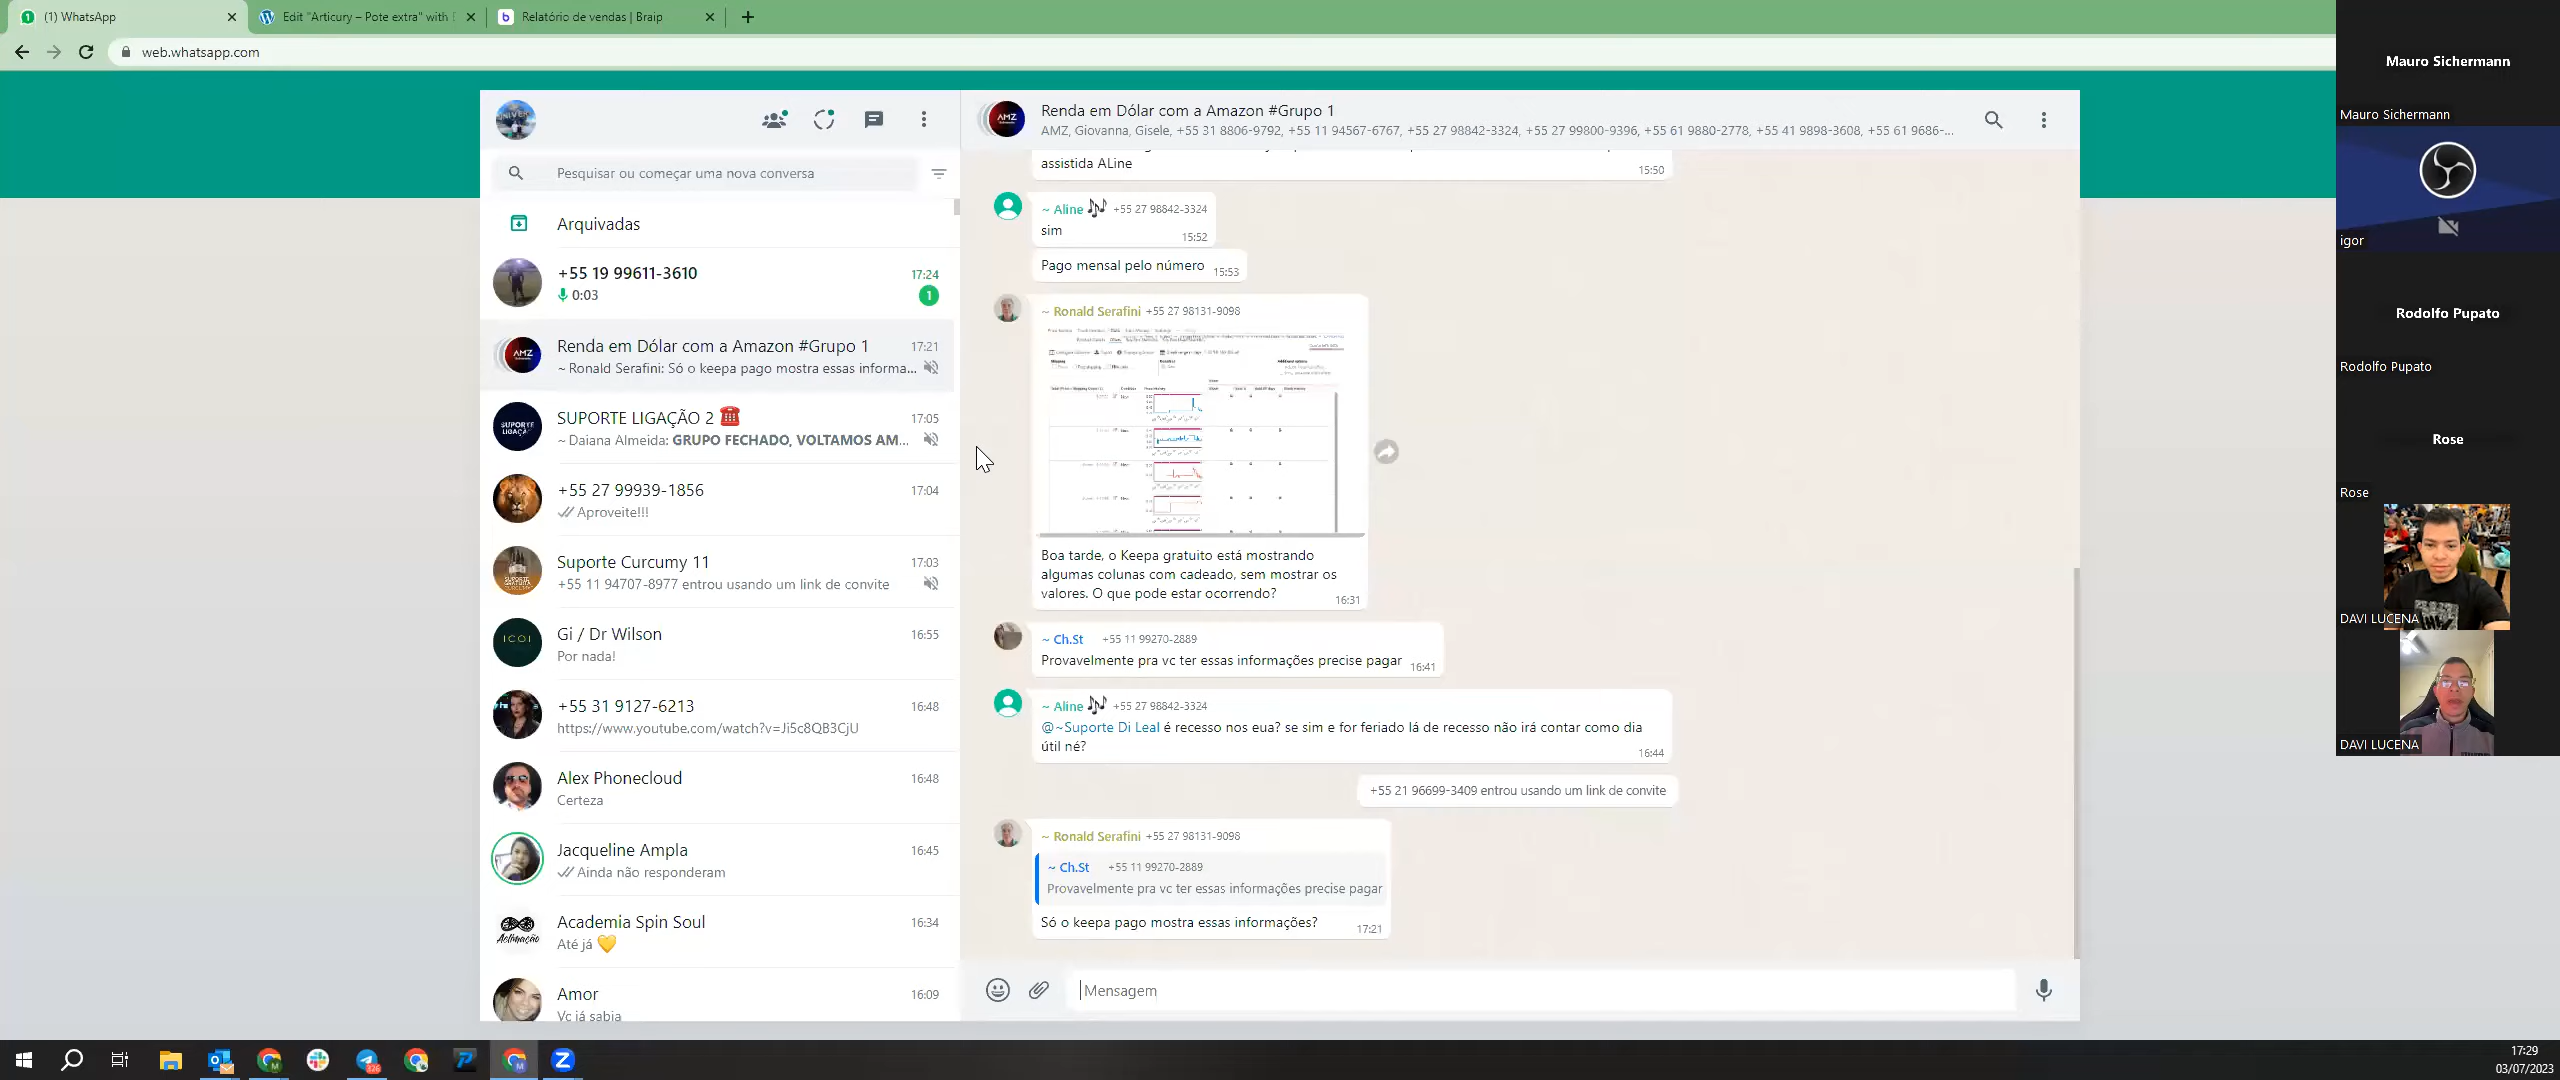 (1) WhatsApp
Edit "Articury – Pote extra" with
Relatório de vendas | Braip
web.whatsapp.com
Pesquisar ou começar uma nova conversa
Arquivadas
+55 19 99611-3610
17:24
0:03
1
Renda em Dólar com a Amazon #Grupo 1
17:21
~ Ronald Serafini: Só o keepa pago mostra essas informa...
SUPORTE LIGAÇÃO 2 ☎
17:05
~ Daiana Almeida: GRUPO FECHADO, VOLTAMOS AM...
+55 27 99939-1856
17:04
Aproveite!!!
Suporte Curcumy 11
17:03
+55 11 94707-8977 entrou usando um link de convite
Gi / Dr Wilson
16:55
Por nada!
+55 31 9127-6213
16:48
https://www.youtube.com/watch?v=Ji5c8QB3CjU
Alex Phonecloud
16:48
Certeza
Jacqueline Ampla
16:45
Ainda não responderam
Academia Spin Soul
16:34
Até já 💛
Amor
16:09
Vc já sabia
AMZ
SUPORTE
LIGAÇÃO
ICOI
Renda em Dólar com a Amazon #Grupo 1
AMZ, Giovanna, Gisele, +55 31 8806-9792, +55 11 94567-6767, +55 27 98842-3324, +55 27 99800-9396, +55 61 9880-2778, +55 41 9898-3608, +55 61 9686-...
assistida ALine
15:50
~ Aline 🎶 +55 27 98842-3324
sim
15:52
Pago mensal pelo número 15:53
~ Ronald Serafini +55 27 98131-9098
Boa tarde, o Keepa gratuito está mostrando
algumas colunas com cadeado, sem mostrar os
valores. O que pode estar ocorrendo?
16:31
~ Ch.St +55 11 99270-2889
Provavelmente pra vc ter essas informações precise pagar
16:41
~ Aline 🎶 +55 27 98842-3324
@~Suporte Di Leal é recesso nos eua? se sim e for feriado lá de recesso não irá contar como dia
útil né?
16:44
+55 21 96699-3409 entrou usando um link de convite
~ Ronald Serafini +55 27 98131-9098
~ Ch.St +55 11 99270-2889
Provavelmente pra vc ter essas informações precise pagar
Só o keepa pago mostra essas informações?
17:21
Mensagem
Mauro Sichermann
Mauro Sichermann
igor
Rodolfo Pupato
Rodolfo Pupato
Rose
Rose
DAVI LUCENA
DAVI LUCENA
17:29
03/07/2023